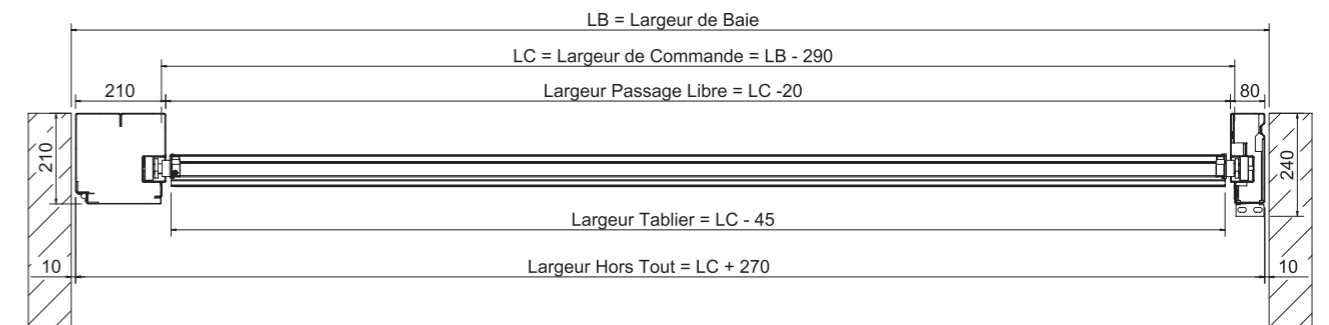 LB = Largeur de Baie
LC = Largeur de Commande = LB - 290
210
Largeur Passage Libre = LC -20
80
210
240
Largeur Tablier = LC - 45
10
Largeur Hors Tout = LC + 270
10